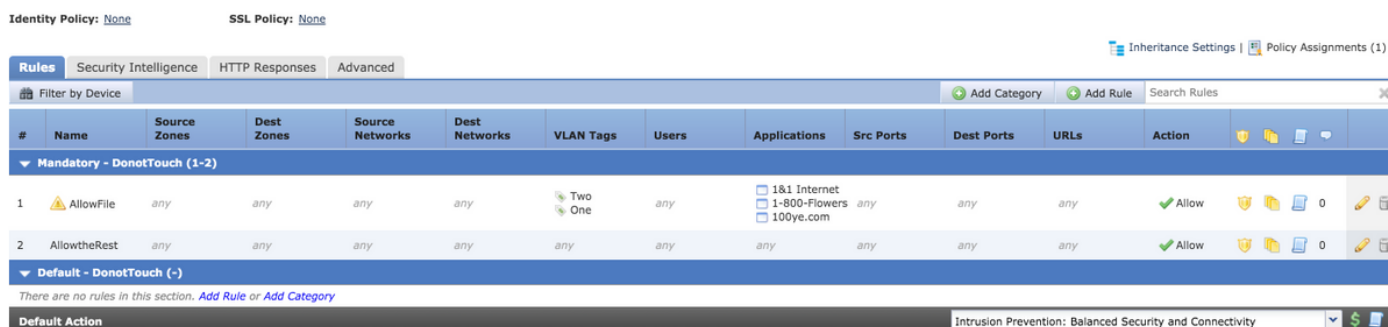 Identity Policy: None SSL Policy: None
Inheritance Settings | Policy Assignments (1)
Rules Security Intelligence HTTP Responses Advanced
Filter by Device Add Category Add Rule Search Rules
# Name Source Zones Dest Zones Source Networks Dest Networks VLAN Tags Users Applications Src Ports Dest Ports URLs Action
Mandatory - DonotTouch (1-2)
1 AllowFile any any any any Two One any 1&1 Internet 1-800-Flowers 100ye.com any any any Allow 0
2 AllowtheRest any any any any any any any any any any Allow 0
Default - DonotTouch (-)
There are no rules in this section. Add Rule or Add Category
Default Action Intrusion Prevention: Balanced Security and Connectivity